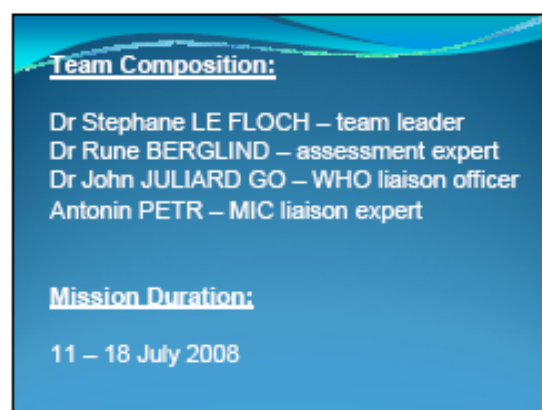 Team Composition:
Dr Stephane LE FLOCH – team leader
Dr Rune BERGLIND – assessment expert
Dr John JULIARD GO – WHO liaison officer
Antonin PETR – MIC liaison expert
Mission Duration:
11 – 18 July 2008